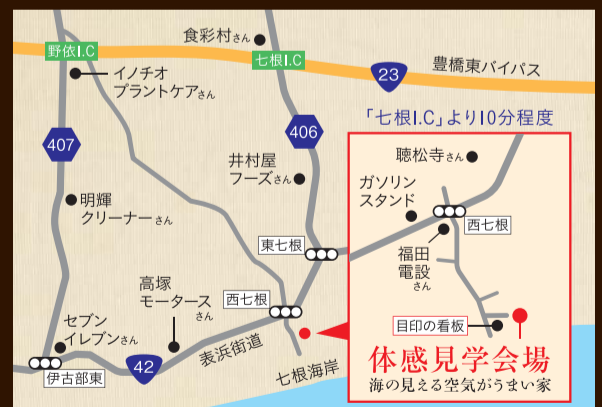 食彩村さん
野依I.C
七根I.C
イノチオ
プラントケアさん
23
豊橋東バイパス
「七根I.C」より10分程度
407
406
井村屋
フーズさん
明輝
クリーナーさん
東七根
高塚
モータース
さん
西七根
セブン
イレブンさん
伊古部東
42
表浜街道
七根海岸
聴松寺さん
ガソリン
スタンド
西七根
福田
電設
さん
目印の看板
体感見学会場
海の見える空気がうまい家